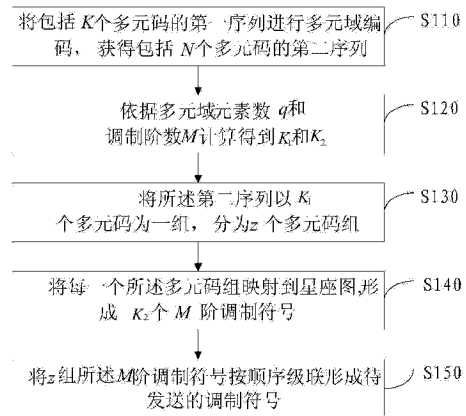 将包括K个多元码的第一序列进行多元域编
码，获得包括N个多元码的第二序列
S110
依据多元域元素数q和
调制阶数M计算得到K₁和K₂
S120
将所述第二序列以K₁
个多元码为一组，分为z个多元码组
S130
将每一个所述多元码组映射到星座图,形
成K₂个M阶调制符号
S140
将z组所述M阶调制符号按顺序级联形成待
发送的调制符号
S150